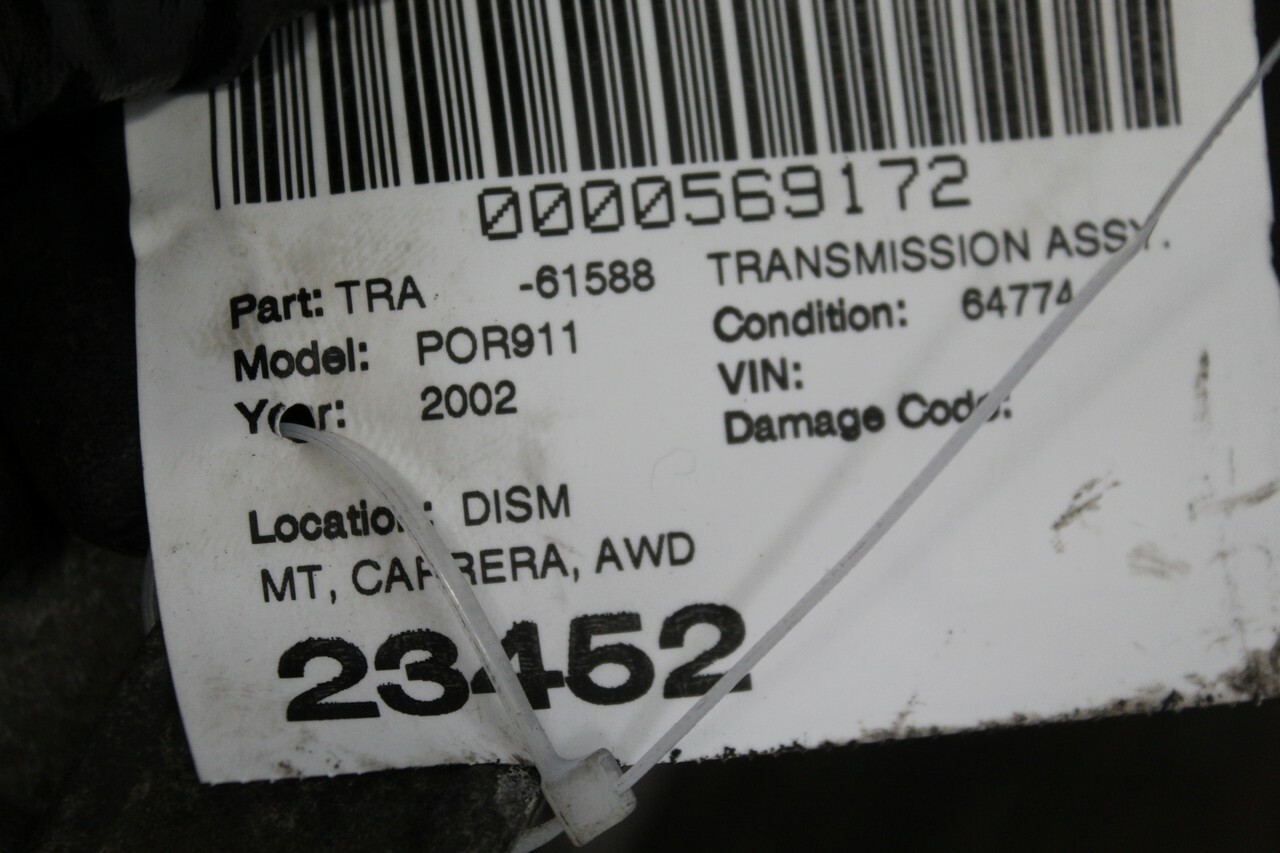 0000569172
Part: TRA -61588 TRANSMISSION ASSY.
Model: POR911 Condition: 64774
Year: 2002 VIN:
Damage Code:
Location: DISM
MT, CARRERA, AWD
23452